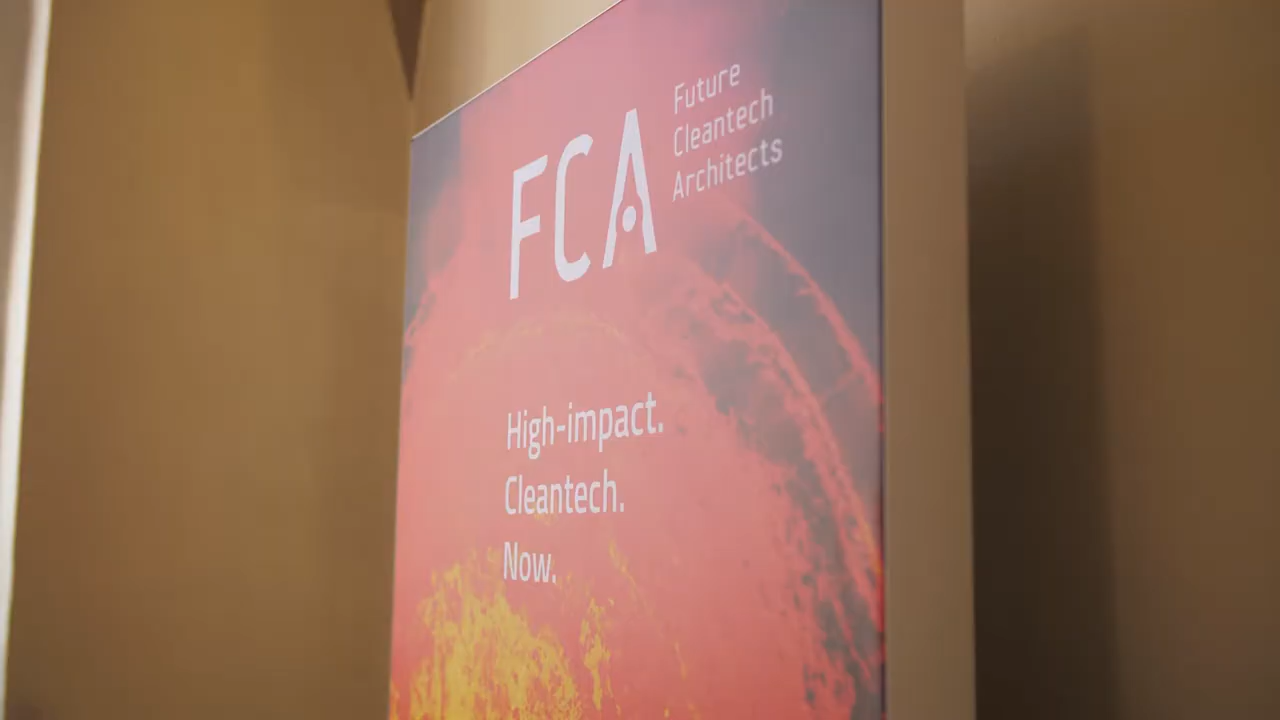 FCA
Future
Cleantech
Architects
High-impact.
Cleantech.
Now.